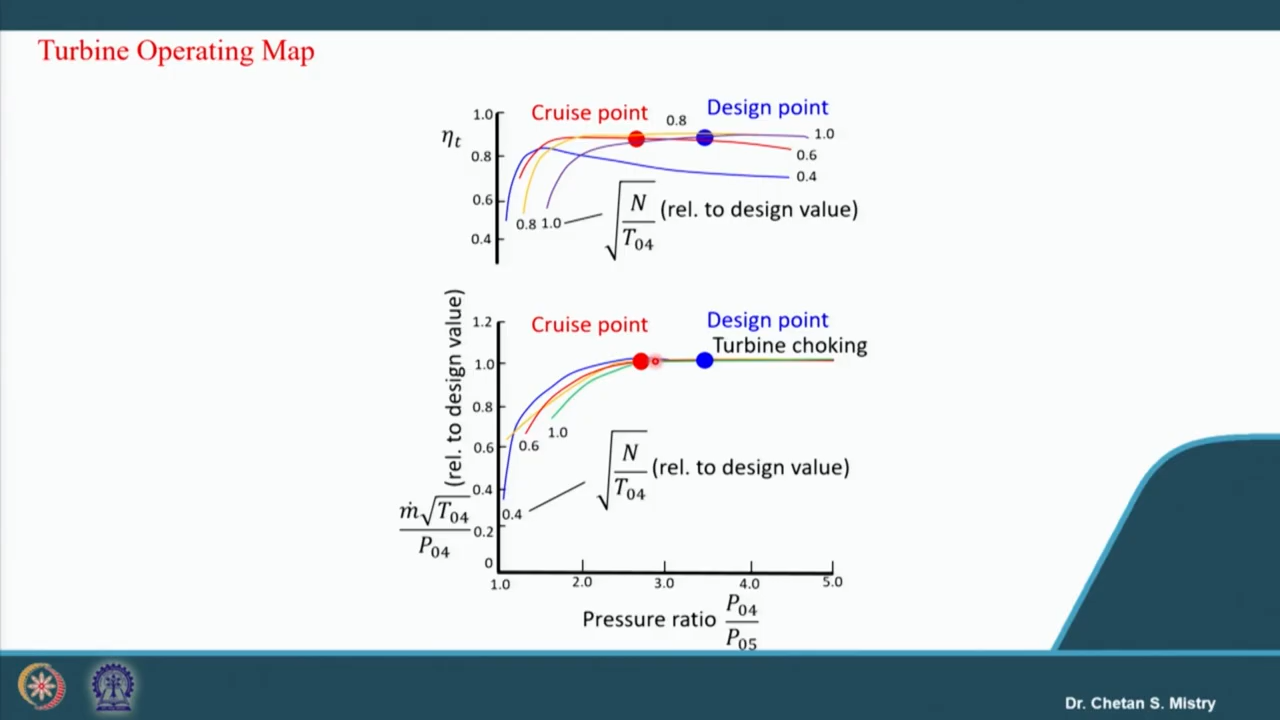 Turbine Operating Map
Cruise point
Design point
η_t
1.0
0.8
0.6
0.4
0.8
1.0
0.6
0.4
0.8 1.0
√(N/T₀₄) (rel. to design value)
(rel. to design value)
ṁ√T₀₄/P₀₄
1.2
1.0
0.8
0.6
0.4
0.2
0
Cruise point
Design point
Turbine choking
1.0
0.6
0.4
√(N/T₀₄) (rel. to design value)
1.0 2.0 3.0 4.0 5.0
Pressure ratio P₀₄/P₀₅
Dr. Chetan S. Mistry